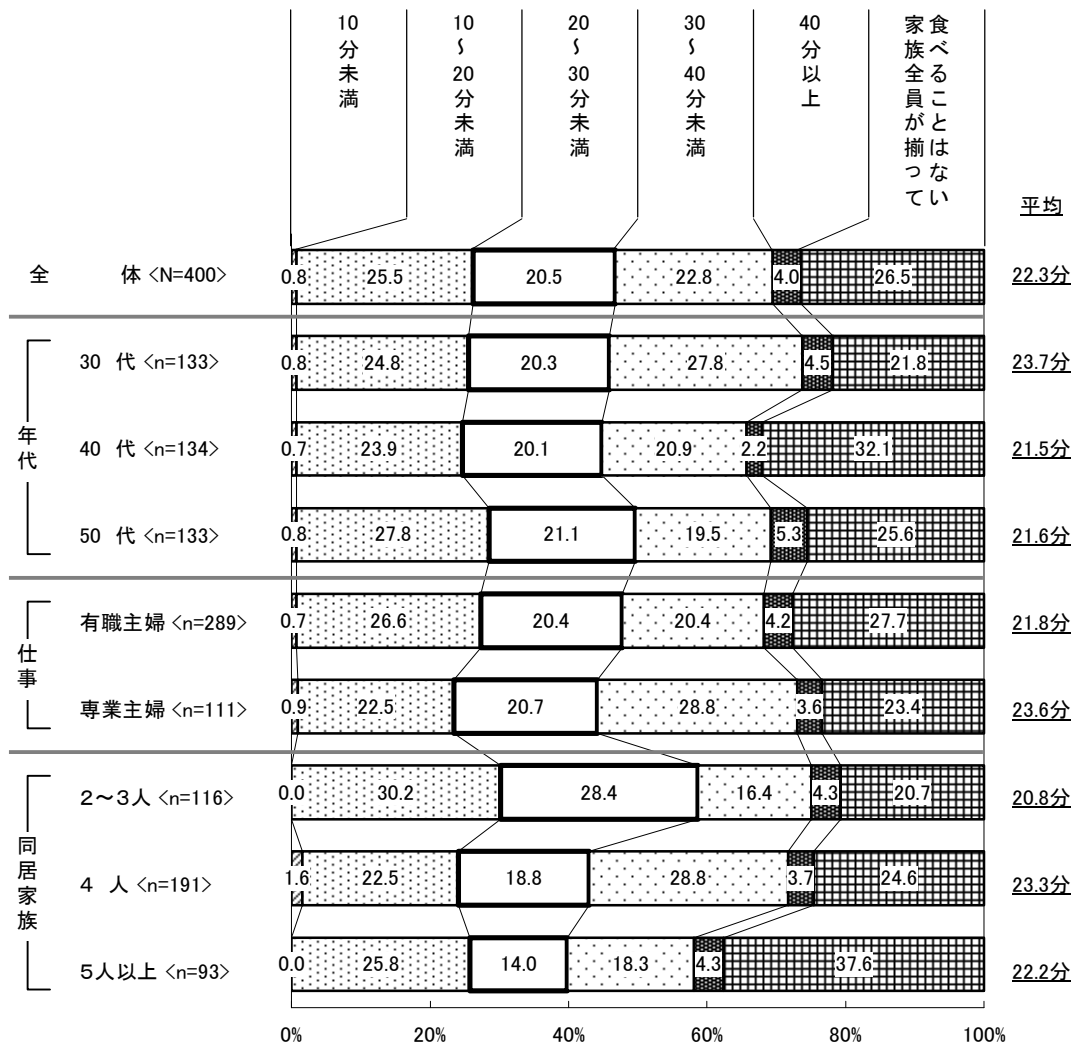 10分未満
10～20分未満
20～30分未満
30～40分未満
40分以上
家族全員が揃って
食べることはない
平均
全 体 <N=400> 0.8 25.5 20.5 22.8 4.0 26.5 22.3分
年代
30 代 <n=133> 0.8 24.8 20.3 27.8 4.5 21.8 23.7分
40 代 <n=134> 0.7 23.9 20.1 20.9 2.2 32.1 21.5分
50 代 <n=133> 0.8 27.8 21.1 19.5 5.3 25.6 21.6分
仕事
有職主婦 <n=289> 0.7 26.6 20.4 20.4 4.2 27.7 21.8分
専業主婦 <n=111> 0.9 22.5 20.7 28.8 3.6 23.4 23.6分
同居家族
２～３人 <n=116> 0.0 30.2 28.4 16.4 4.3 20.7 20.8分
４ 人 <n=191> 1.6 22.5 18.8 28.8 3.7 24.6 23.3分
５人以上 <n=93> 0.0 25.8 14.0 18.3 4.3 37.6 22.2分
0% 20% 40% 60% 80% 100%